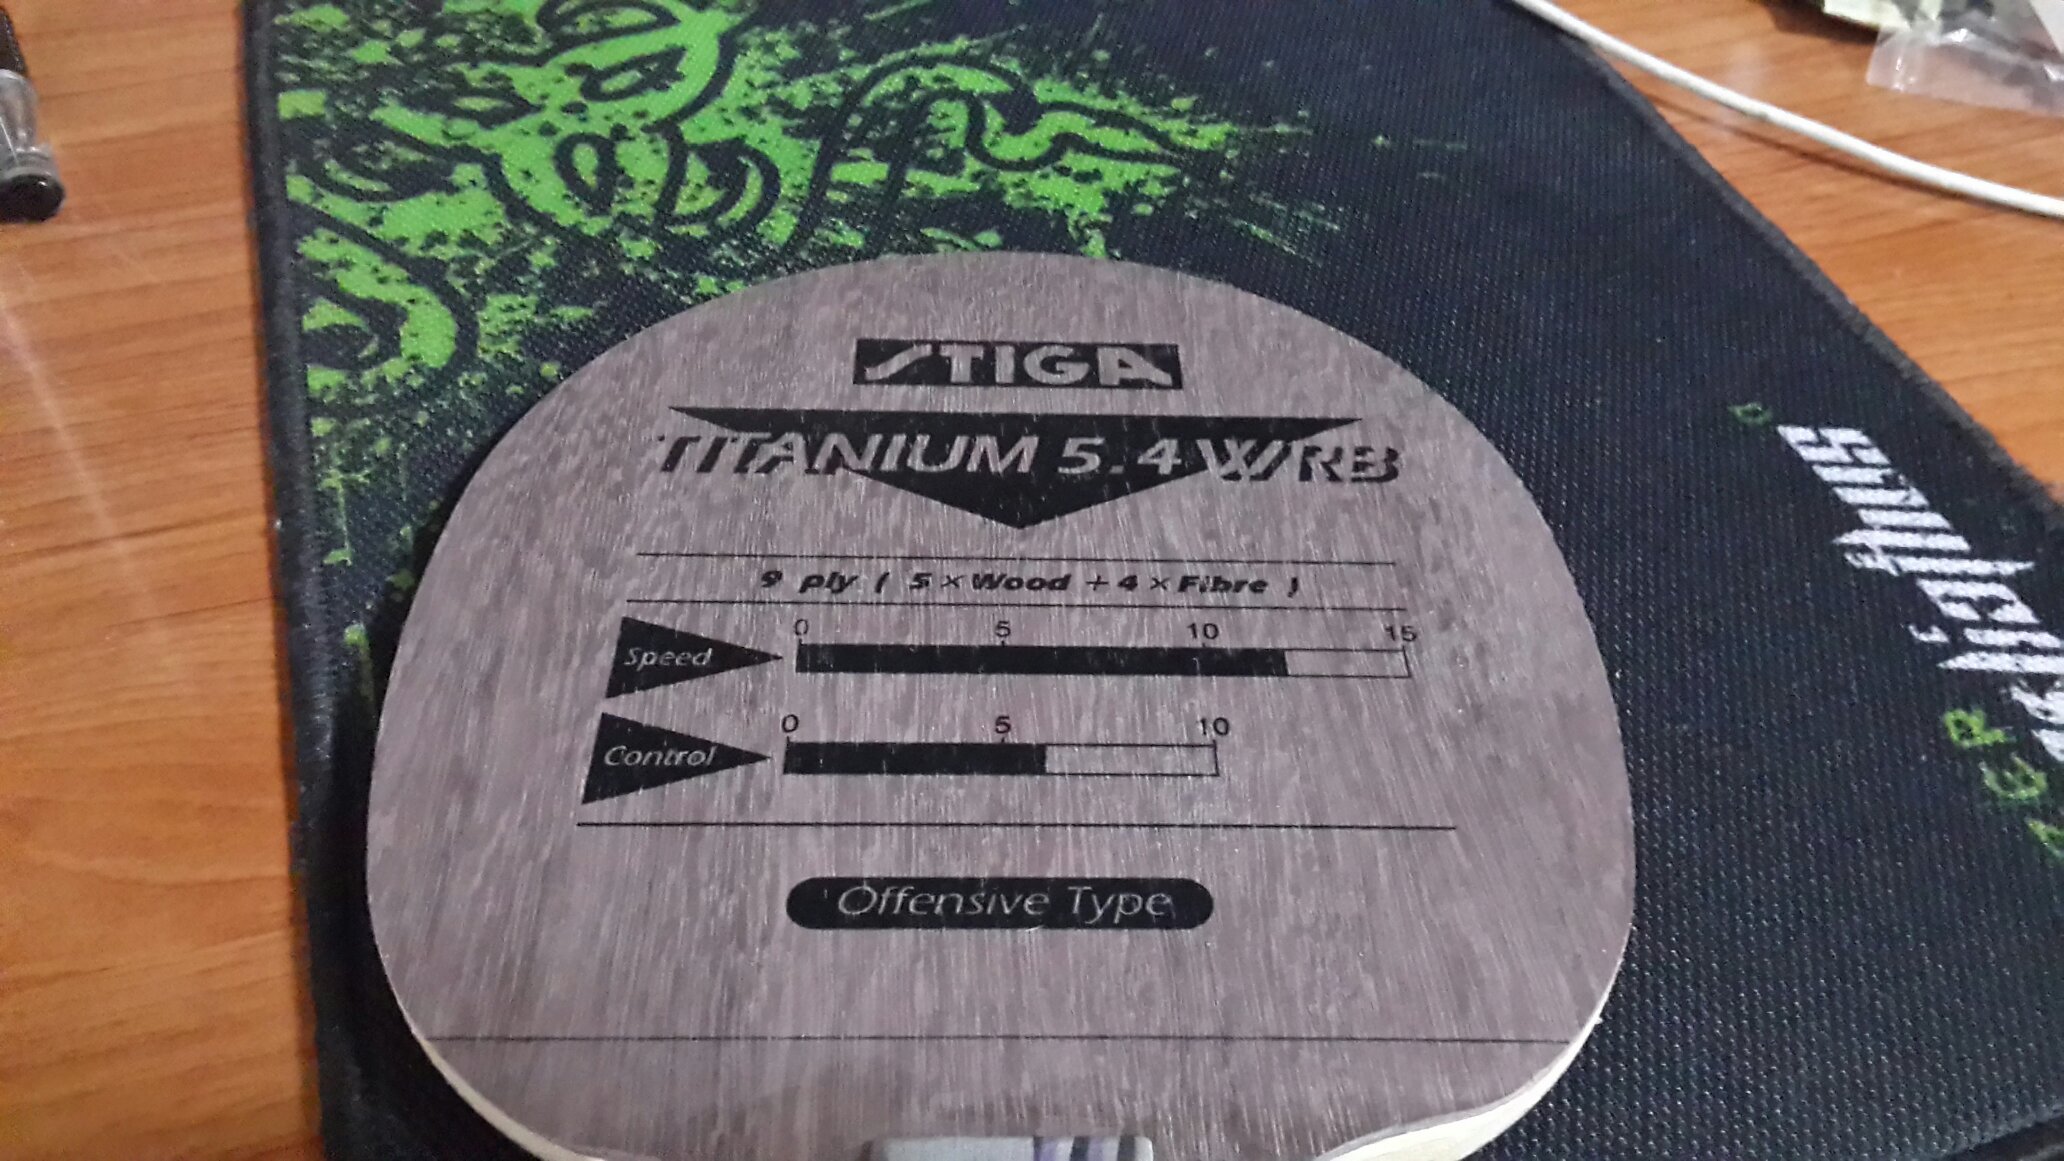 STIGA
TITANIUM 5.4 WRB
9 ply ( 5 × Wood + 4 × Fibre )
0 5 10 15
Speed
0 5 10
Control
Offensive Type